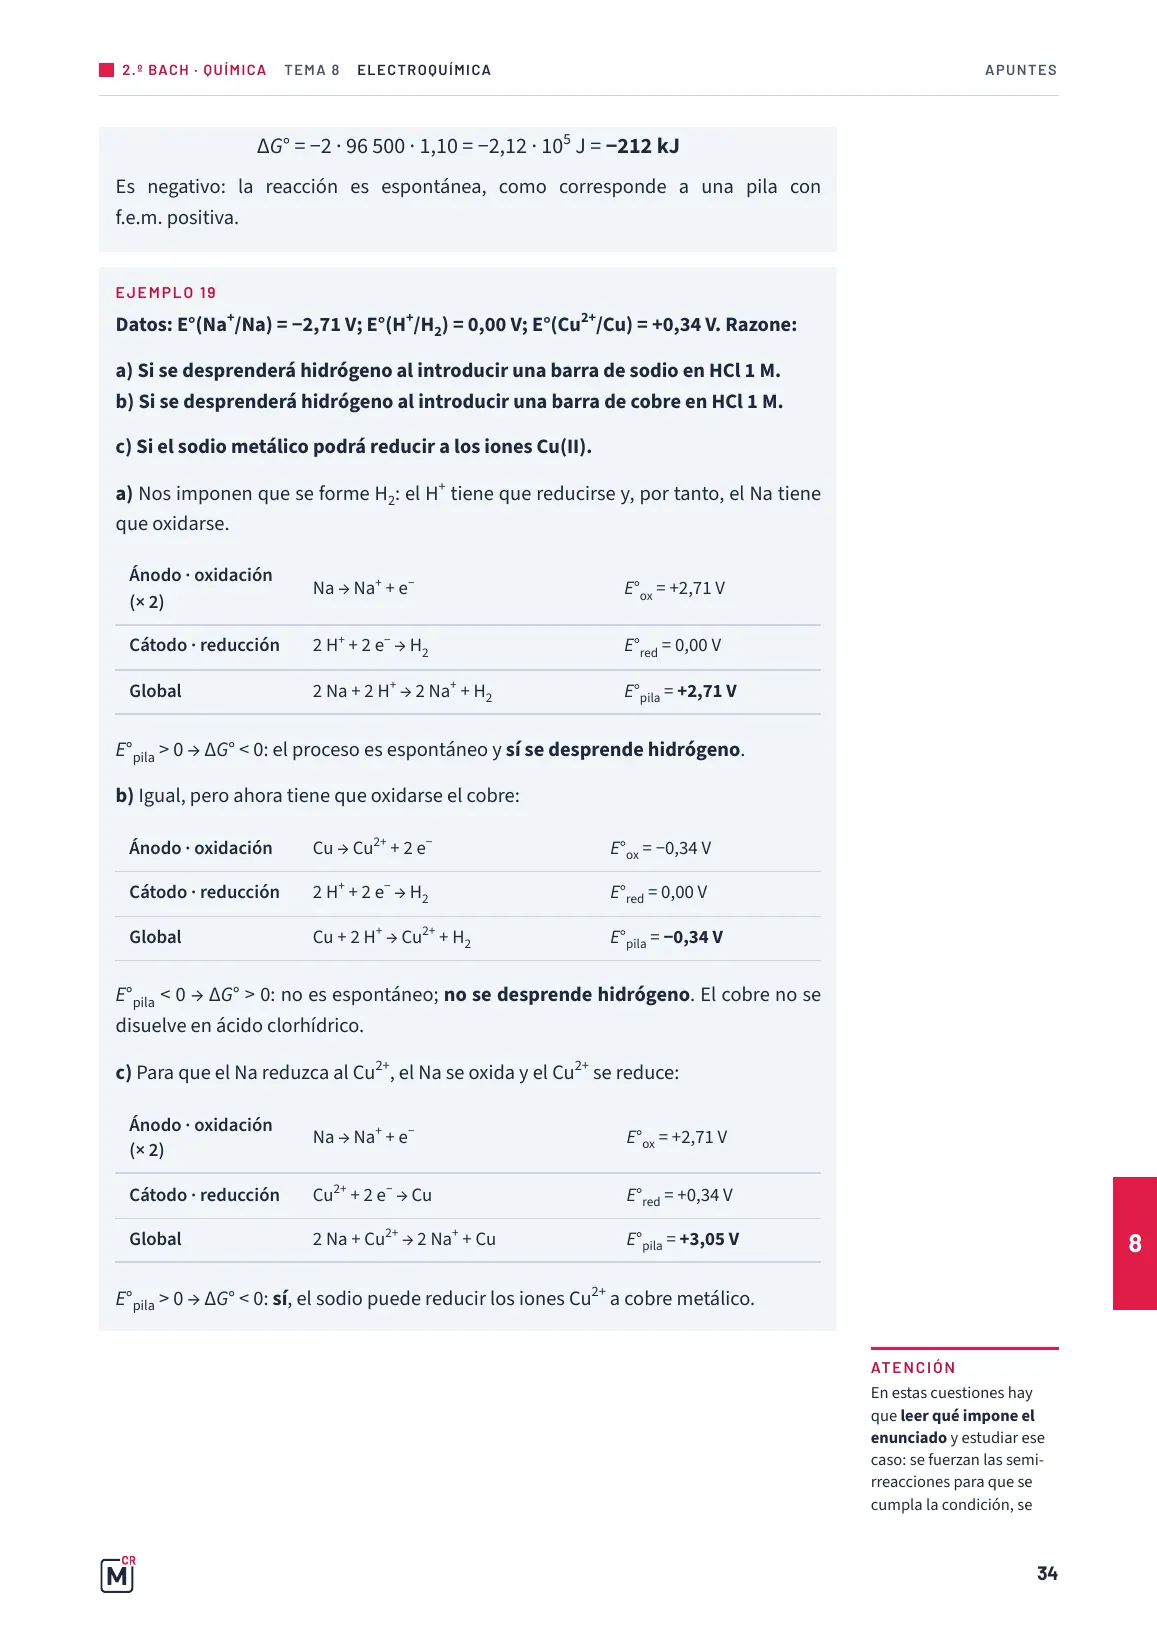 2.º BACH · QUÍMICA TEMA 8 ELECTROQUÍMICA APUNTES
ΔG° = −2 · 96 500 · 1,10 = −2,12 · 10⁵ J = −212 kJ
Es negativo: la reacción es espontánea, como corresponde a una pila con
f.e.m. positiva.
EJEMPLO 19
Datos: E°(Na⁺/Na) = −2,71 V; E°(H⁺/H₂) = 0,00 V; E°(Cu²⁺/Cu) = +0,34 V. Razone:
a) Si se desprenderá hidrógeno al introducir una barra de sodio en HCl 1 M.
b) Si se desprenderá hidrógeno al introducir una barra de cobre en HCl 1 M.
c) Si el sodio metálico podrá reducir a los iones Cu(II).
a) Nos imponen que se forme H₂: el H⁺ tiene que reducirse y, por tanto, el Na tiene
que oxidarse.
Ánodo · oxidación
(× 2)
Na → Na⁺ + e⁻ E°ox = +2,71 V
Cátodo · reducción 2 H⁺ + 2 e⁻ → H₂ E°red = 0,00 V
Global 2 Na + 2 H⁺ → 2 Na⁺ + H₂ E°pila = +2,71 V
E°pila > 0 → ΔG° < 0: el proceso es espontáneo y sí se desprende hidrógeno.
b) Igual, pero ahora tiene que oxidarse el cobre:
Ánodo · oxidación Cu → Cu²⁺ + 2 e⁻ E°ox = −0,34 V
Cátodo · reducción 2 H⁺ + 2 e⁻ → H₂ E°red = 0,00 V
Global Cu + 2 H⁺ → Cu²⁺ + H₂ E°pila = −0,34 V
E°pila < 0 → ΔG° > 0: no es espontáneo; no se desprende hidrógeno. El cobre no se
disuelve en ácido clorhídrico.
c) Para que el Na reduzca al Cu²⁺, el Na se oxida y el Cu²⁺ se reduce:
Ánodo · oxidación
(× 2)
Na → Na⁺ + e⁻ E°ox = +2,71 V
Cátodo · reducción Cu²⁺ + 2 e⁻ → Cu E°red = +0,34 V
Global 2 Na + Cu²⁺ → 2 Na⁺ + Cu E°pila = +3,05 V
E°pila > 0 → ΔG° < 0: sí, el sodio puede reducir los iones Cu²⁺ a cobre metálico.
8
ATENCIÓN
En estas cuestiones hay
que leer qué impone el
enunciado y estudiar ese
caso: se fuerzan las semi-
rreacciones para que se
cumpla la condición, se
M CR
34